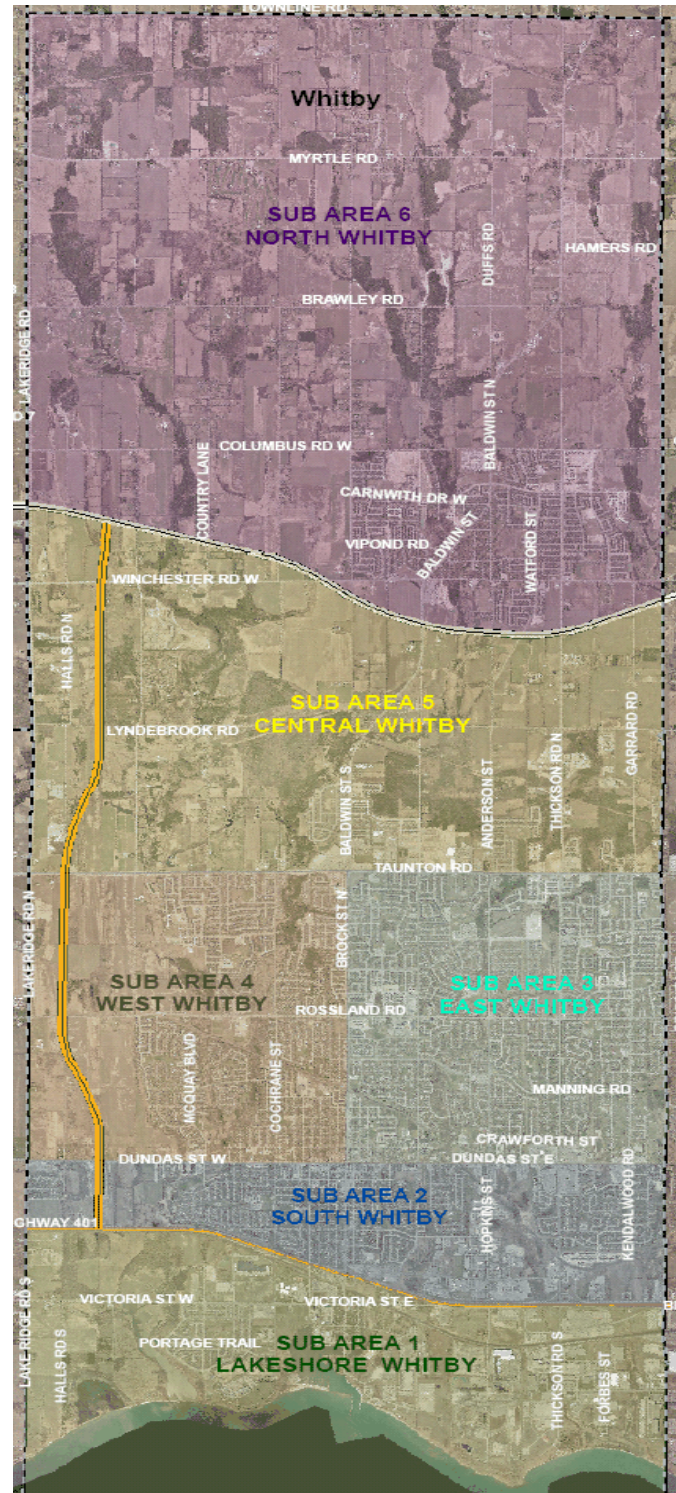 TOWNLINE RD
Whitby
MYRTLE RD
SUB AREA 6
NORTH WHITBY
DUFFS RD
HAMERS RD
BRAWLEY RD
LAKERIDGE RD
7
BALDWIN ST N
COLUMBUS RD W
COUNTRY LANE
CARNWITH DR W
VIPOND RD
BALDWIN ST
WATFORD ST
WINCHESTER RD W
HALLS RD N
SUB AREA 5
CENTRAL WHITBY
LYNDEBROOK RD
GARRARD RD
BALDWIN ST S
ANDERSON ST
THICKSON RD N
TAUNTON RD
LAKERIDGE RD N
BROCK ST N
SUB AREA 4
WEST WHITBY
SUB AREA 3
EAST WHITBY
ROSSLAND RD
MCQUAY BLVD
COCHRANE ST
MANNING RD
CRAWFORTH ST
DUNDAS ST W
DUNDAS ST E
KENDALWOOD RD
SUB AREA 2
SOUTH WHITBY
HOPKINS ST
GHWAY 401
LAKE RIDGE RD S
HALLS RD S
VICTORIA ST W
VICTORIA ST E
PORTAGE TRAIL
SUB AREA 1
LAKESHORE WHITBY
THICKSON RD S
FORBES ST